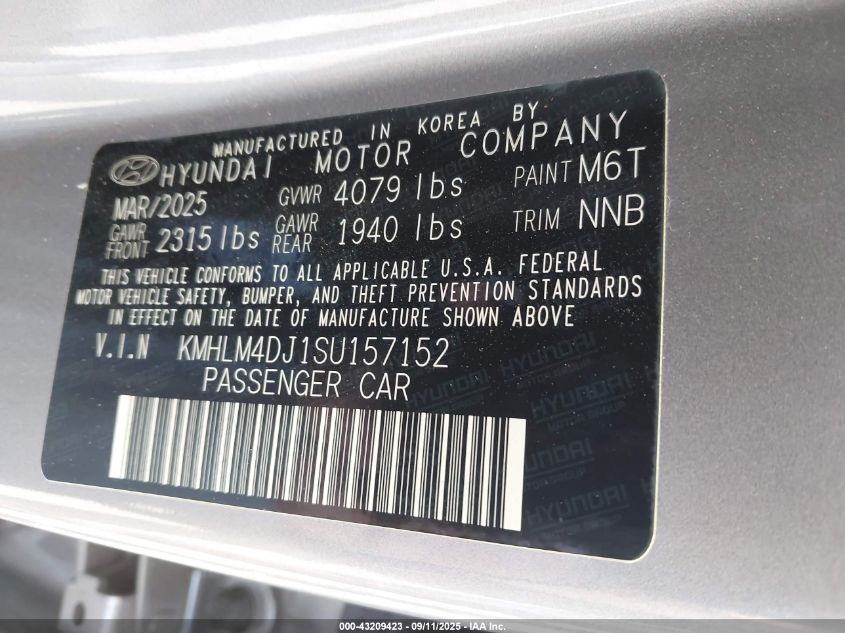 MANUFACTURED IN KOREA BY
HYUNDAI MOTOR COMPANY
MAR/2025 GVWR 4079 lbs PAINT M6T
GAWR FRONT 2315 lbs GAWR REAR 1940 lbs TRIM NNB
THIS VEHICLE CONFORMS TO ALL APPLICABLE U.S.A. FEDERAL
MOTOR VEHICLE SAFETY, BUMPER, AND THEFT PREVENTION STANDARDS
IN EFFECT ON THE DATE OF MANUFACTURE SHOWN ABOVE
V.I.N KMHLM4DJ1SU157152
PASSENGER CAR
HYUNDAI
MOTOR GROUP
000-43209423 - 09/11/2025 - IAA Inc.